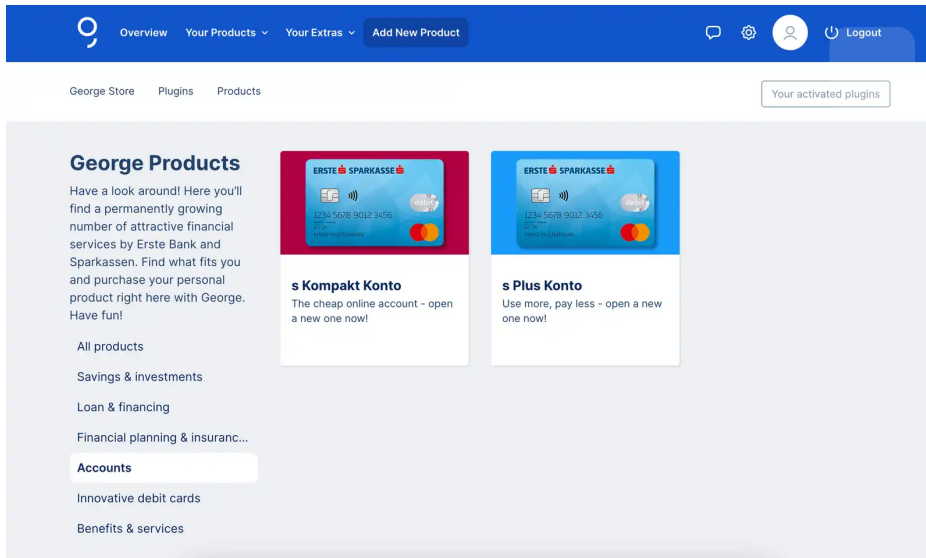 Overview Your Products Your Extras Add New Product Logout
George Store Plugins Products Your activated plugins
George Products
Have a look around! Here you'll
find a permanently growing
number of attractive financial
services by Erste Bank and
Sparkassen. Find what fits you
and purchase your personal
product right here with George.
Have fun!
All products
Savings & investments
Loan & financing
Financial planning & insuranc...
Accounts
Innovative debit cards
Benefits & services
ERSTE SPARKASSE
debit
1234 5678 9012 3456
s Kompakt Konto
The cheap online account - open
a new one now!
ERSTE SPARKASSE
debit
1234 5678 9012 3456
s Plus Konto
Use more, pay less - open a new
one now!